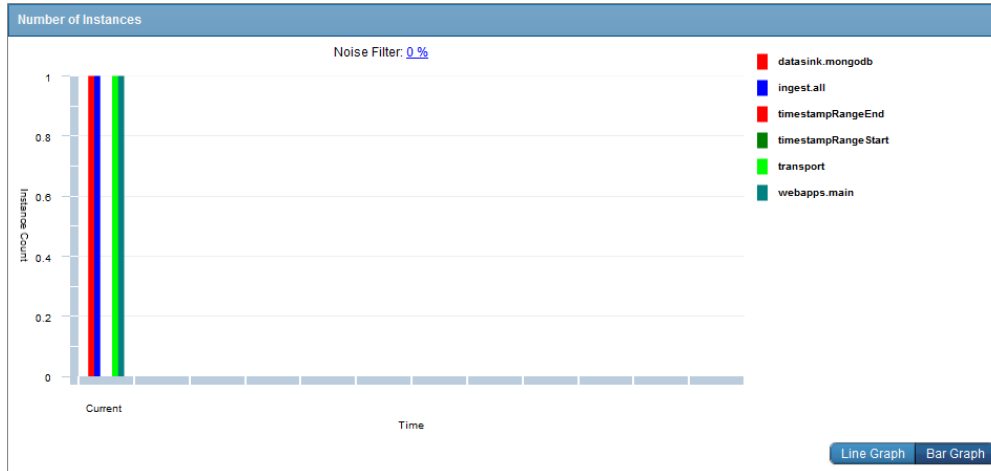 Number of Instances
Noise Filter: 0 %
datasink.mongodb
ingest.all
timestampRangeEnd
timestampRangeStart
transport
webapps.main
1
0.8
0.6
0.4
0.2
0
Instance Count
Current
Time
Line Graph
Bar Graph